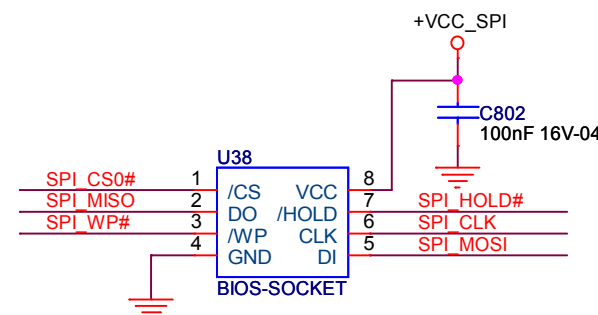 +VCC_SPI
C802
100nF 16V-04
U38
SPI_CS0# 1 /CS VCC 8
SPI_MISO 2 DO /HOLD 7 SPI_HOLD#
SPI_WP# 3 /WP CLK 6 SPI_CLK
4 GND DI 5 SPI_MOSI
BIOS-SOCKET